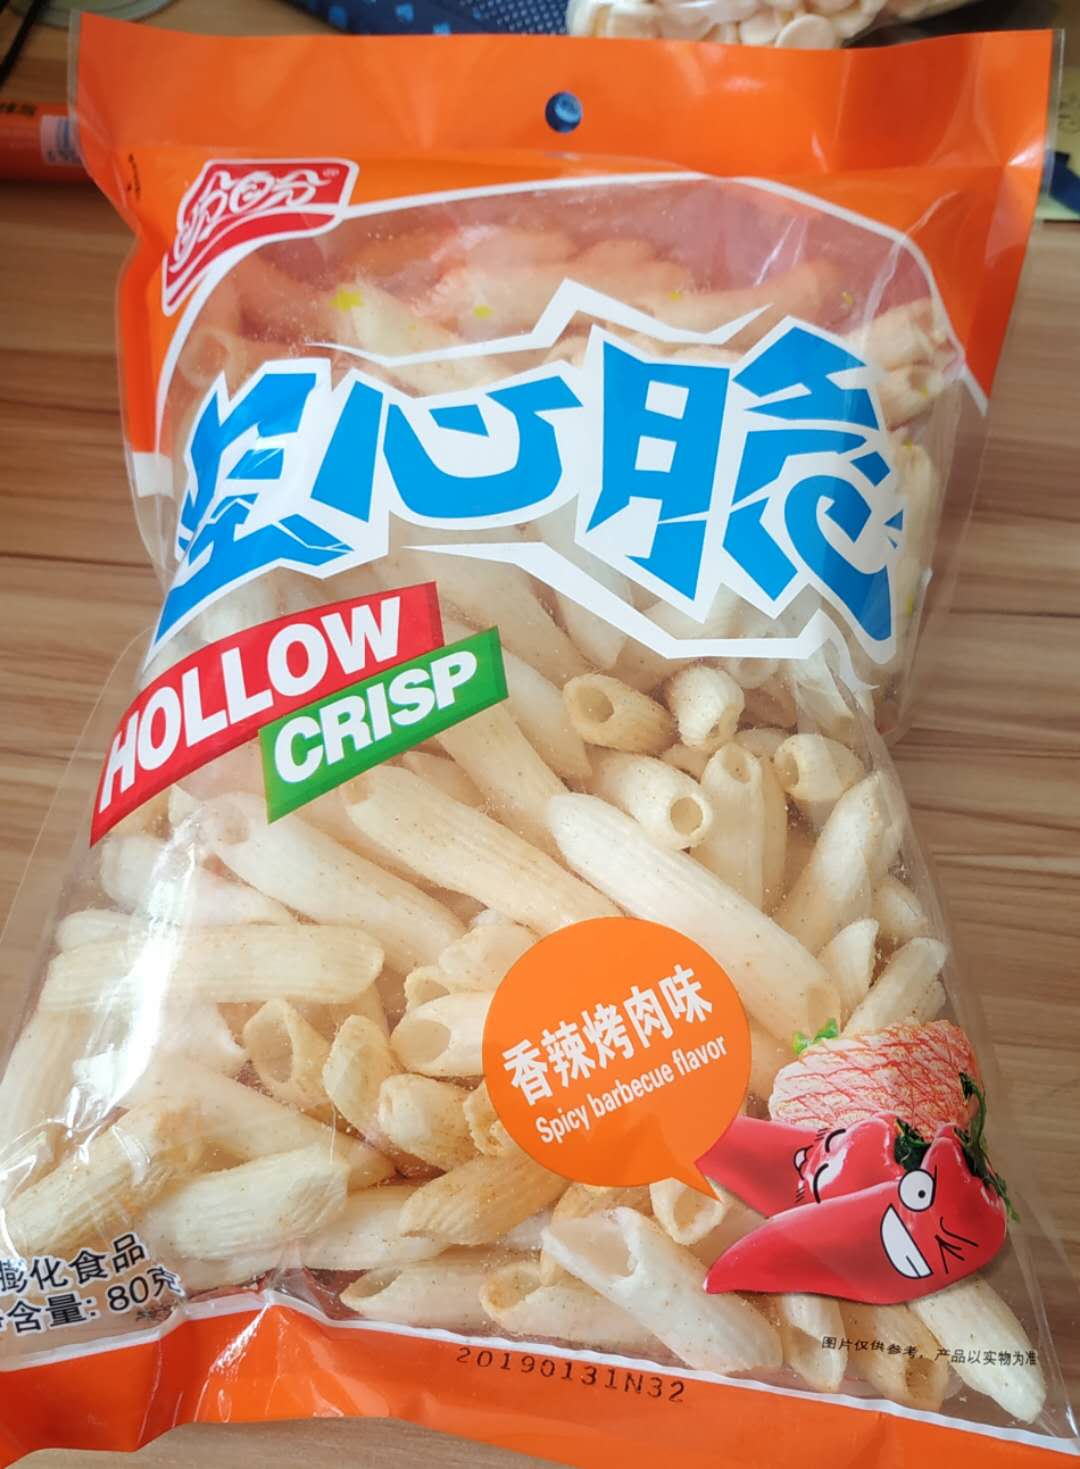 空心脆
HOLLOW
CRISP
香辣烤肉味
Spicy barbecue flavor
膨化食品
含量: 80克
图片仅供参考，产品以实物为准
20190131N32